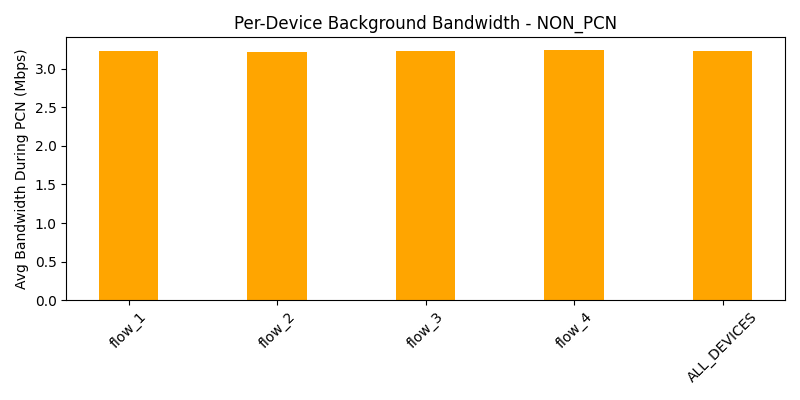 Per-Device Background Bandwidth - NON_PCN
Avg Bandwidth During PCN (Mbps)
3.0
2.5
2.0
1.5
1.0
0.5
0.0
flow_1
flow_2
flow_3
flow_4
ALL_DEVICES